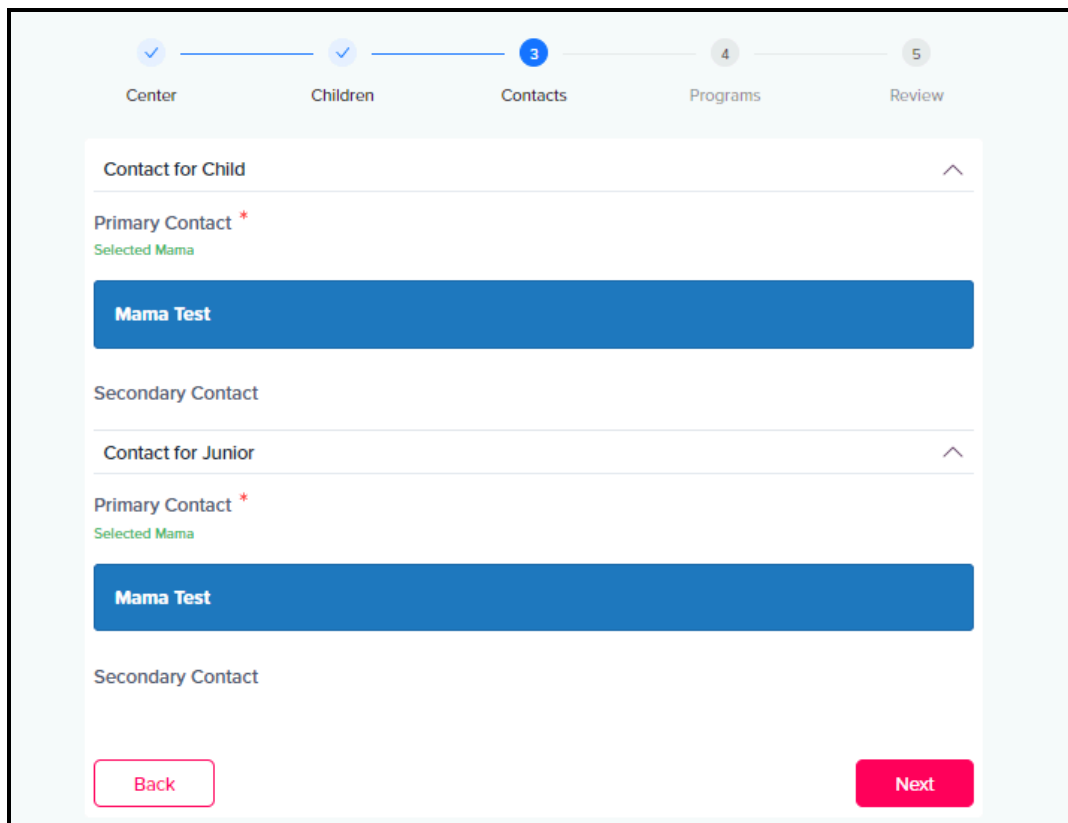 3 4 5
Center Children Contacts Programs Review
Contact for Child
Primary Contact *
Selected Mama
Mama Test
Secondary Contact
Contact for Junior
Primary Contact *
Selected Mama
Mama Test
Secondary Contact
Back Next